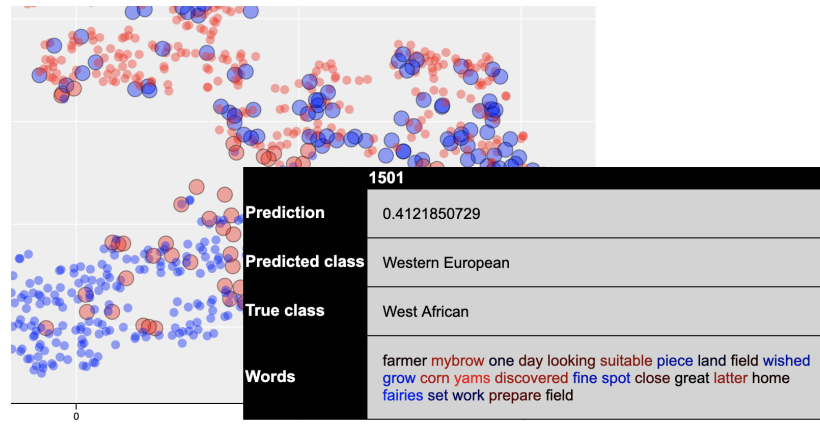 1501
Prediction 0.4121850729
Predicted class Western European
True class West African
Words farmer mybrow one day looking suitable piece land field wished
grow corn yams discovered fine spot close great latter home
fairies set work prepare field
0